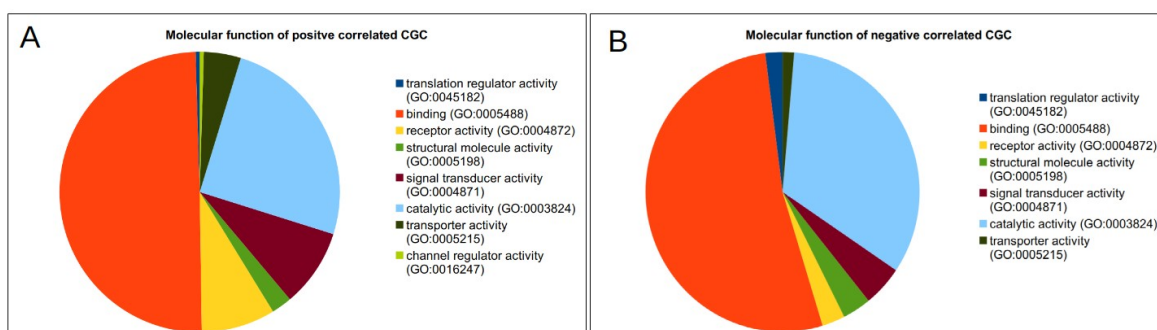 A
Molecular function of positve correlated CGC
translation regulator activity
(GO:0045182)
binding (GO:0005488)
receptor activity (GO:0004872)
structural molecule activity
(GO:0005198)
signal transducer activity
(GO:0004871)
catalytic activity (GO:0003824)
transporter activity
(GO:0005215)
channel regulator activity
(GO:0016247)
B
Molecular function of negative correlated CGC
translation regulator activity
(GO:0045182)
binding (GO:0005488)
receptor activity (GO:0004872)
structural molecule activity
(GO:0005198)
signal transducer activity
(GO:0004871)
catalytic activity (GO:0003824)
transporter activity
(GO:0005215)